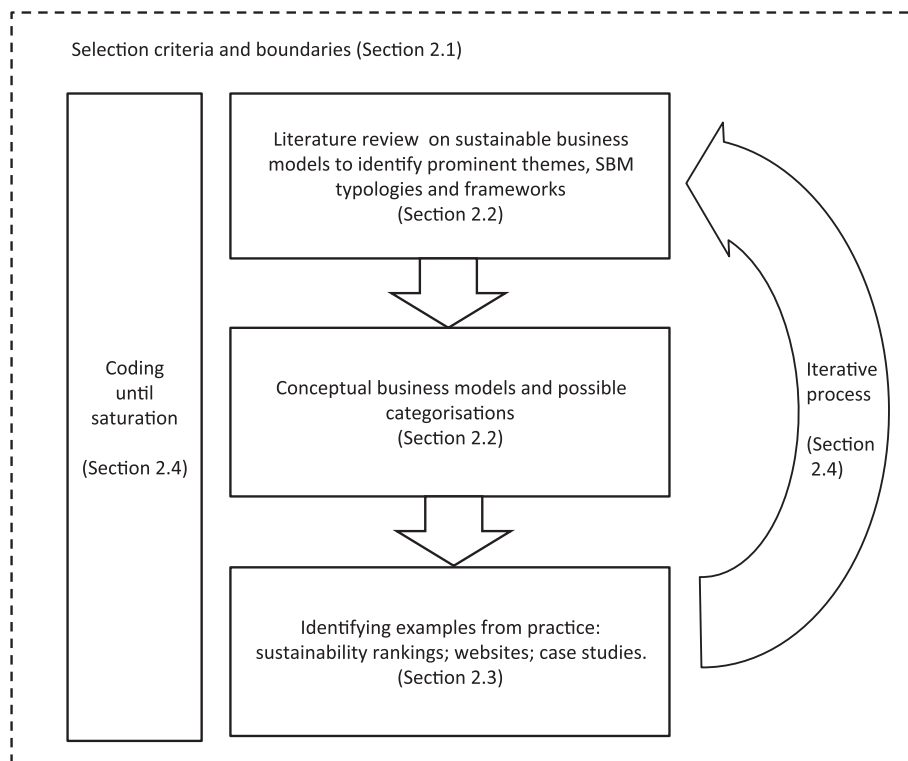 Selection criteria and boundaries (Section 2.1)
Literature review on sustainable business
models to identify prominent themes, SBM
typologies and frameworks
(Section 2.2)
Coding
until
saturation
(Section 2.4)
Conceptual business models and possible
categorisations
(Section 2.2)
Iterative
process
(Section
2.4)
Identifying examples from practice:
sustainability rankings; websites; case studies.
(Section 2.3)